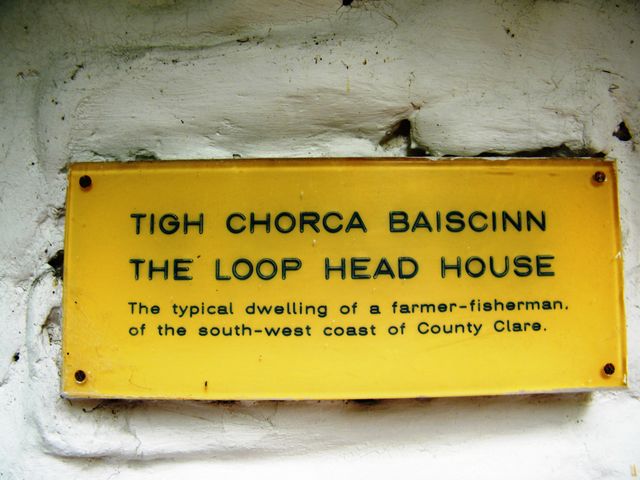 TIGH CHORCA BAISCINN
THE LOOP HEAD HOUSE
The typical dwelling of a farmer-fisherman.
of the south-west coast of County Clare.